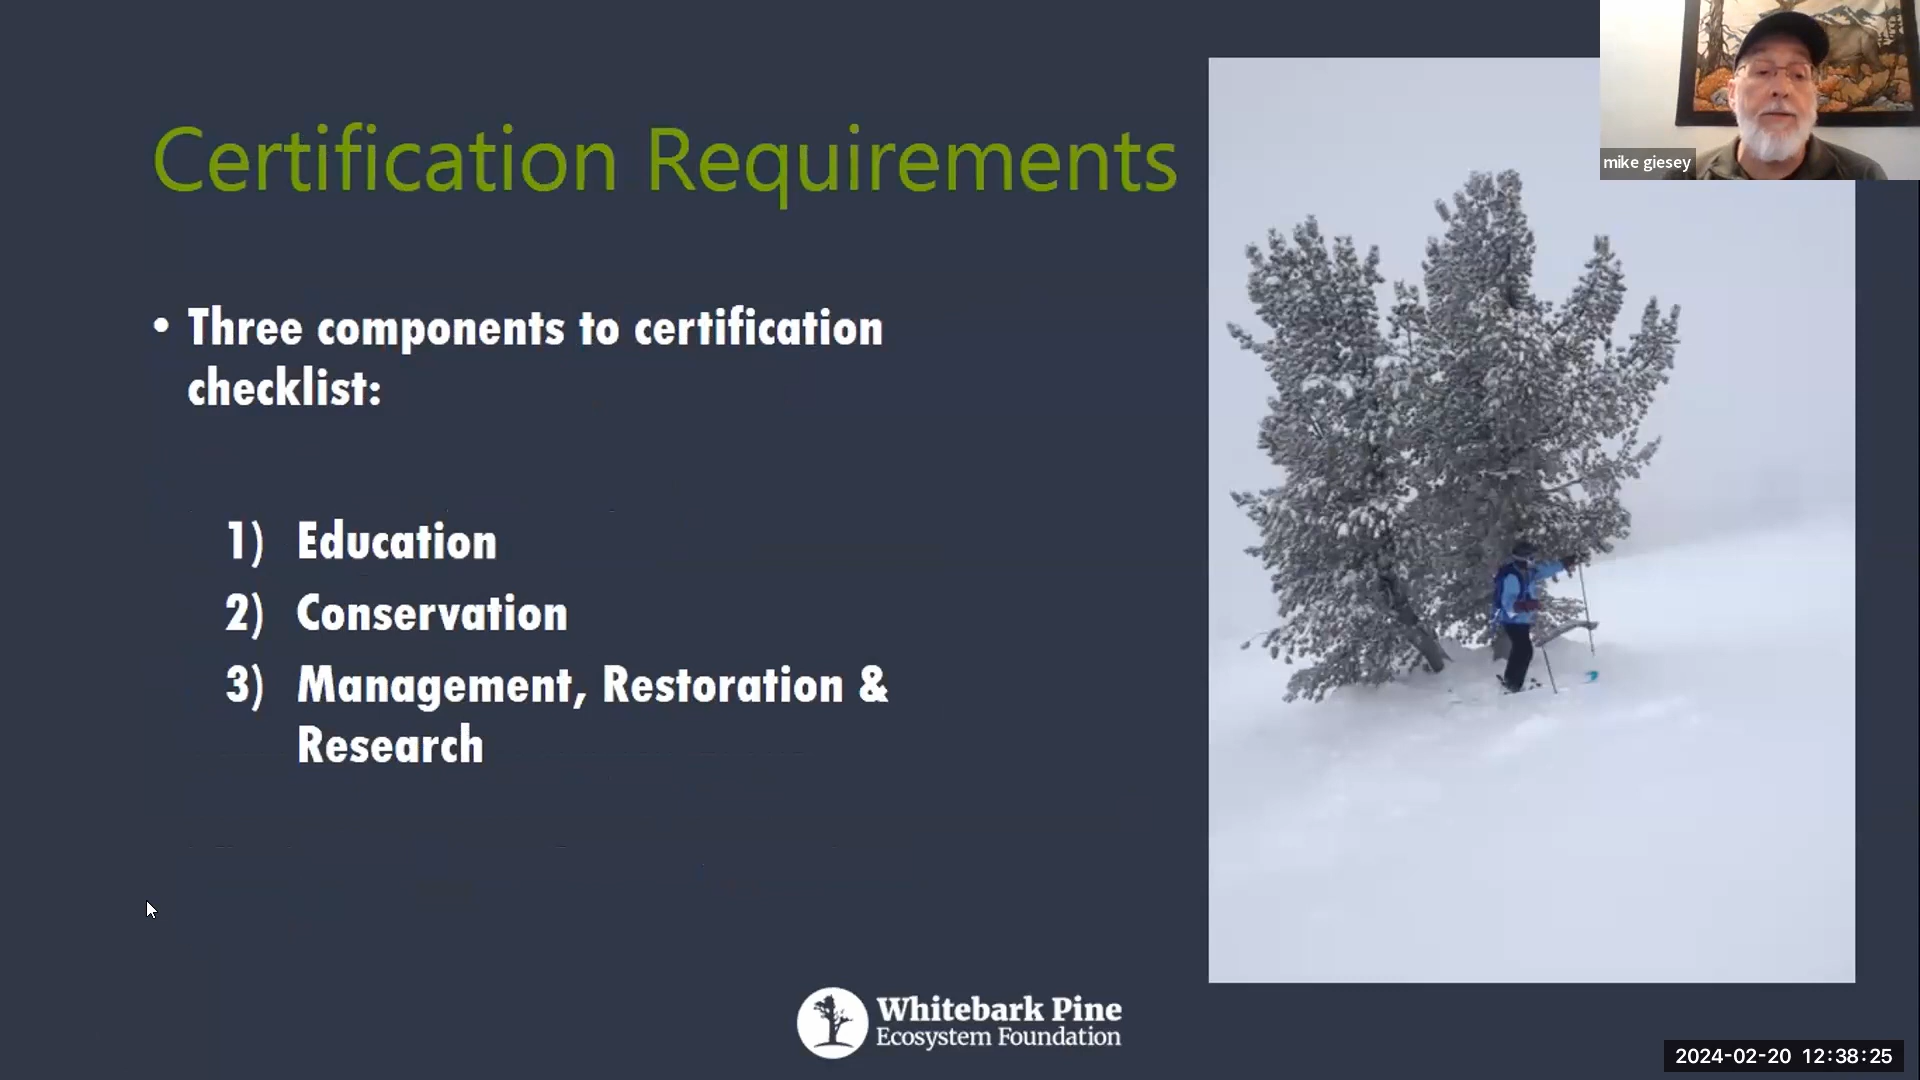 Certification Requirements
mike giesey
• Three components to certification
checklist:
1) Education
2) Conservation
3) Management, Restoration &
Research
Whitebark Pine
Ecosystem Foundation
2024-02-20 12:38:25